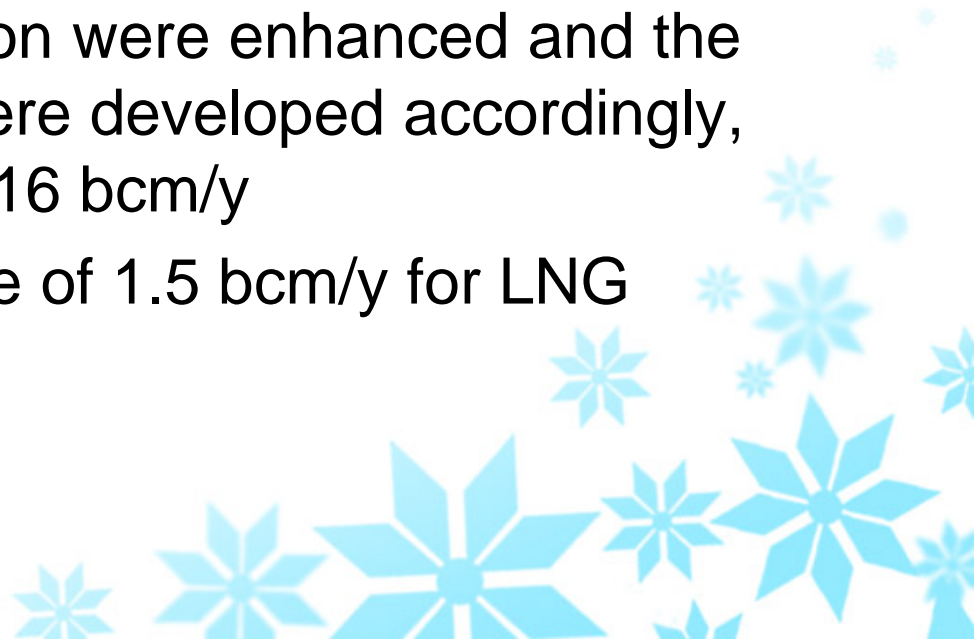 on were enhanced and the
ere developed accordingly,
16 bcm/y
e of 1.5 bcm/y for LNG